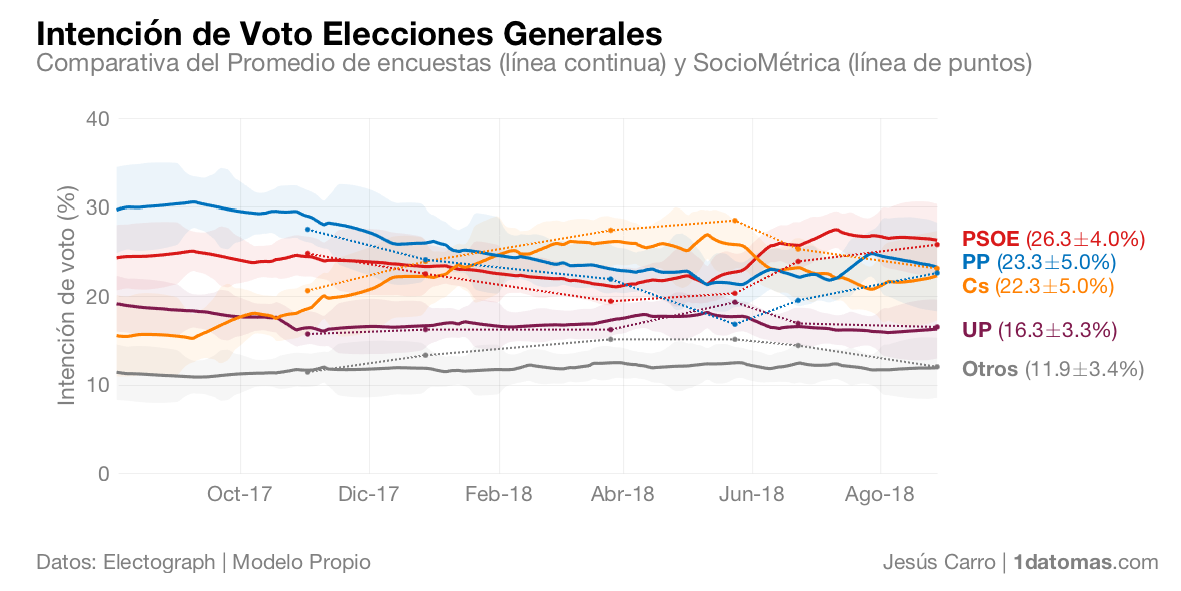 Intención de Voto Elecciones Generales
Comparativa del Promedio de encuestas (línea continua) y SocioMétrica (línea de puntos)
Intención de voto (%)
40
30
20
10
0
Oct-17
Dic-17
Feb-18
Abr-18
Jun-18
Ago-18
PSOE (26.3±4.0%)
PP (23.3±5.0%)
Cs (22.3±5.0%)
UP (16.3±3.3%)
Otros (11.9±3.4%)
Datos: Electograph | Modelo Propio
Jesús Carro | 1datomas.com